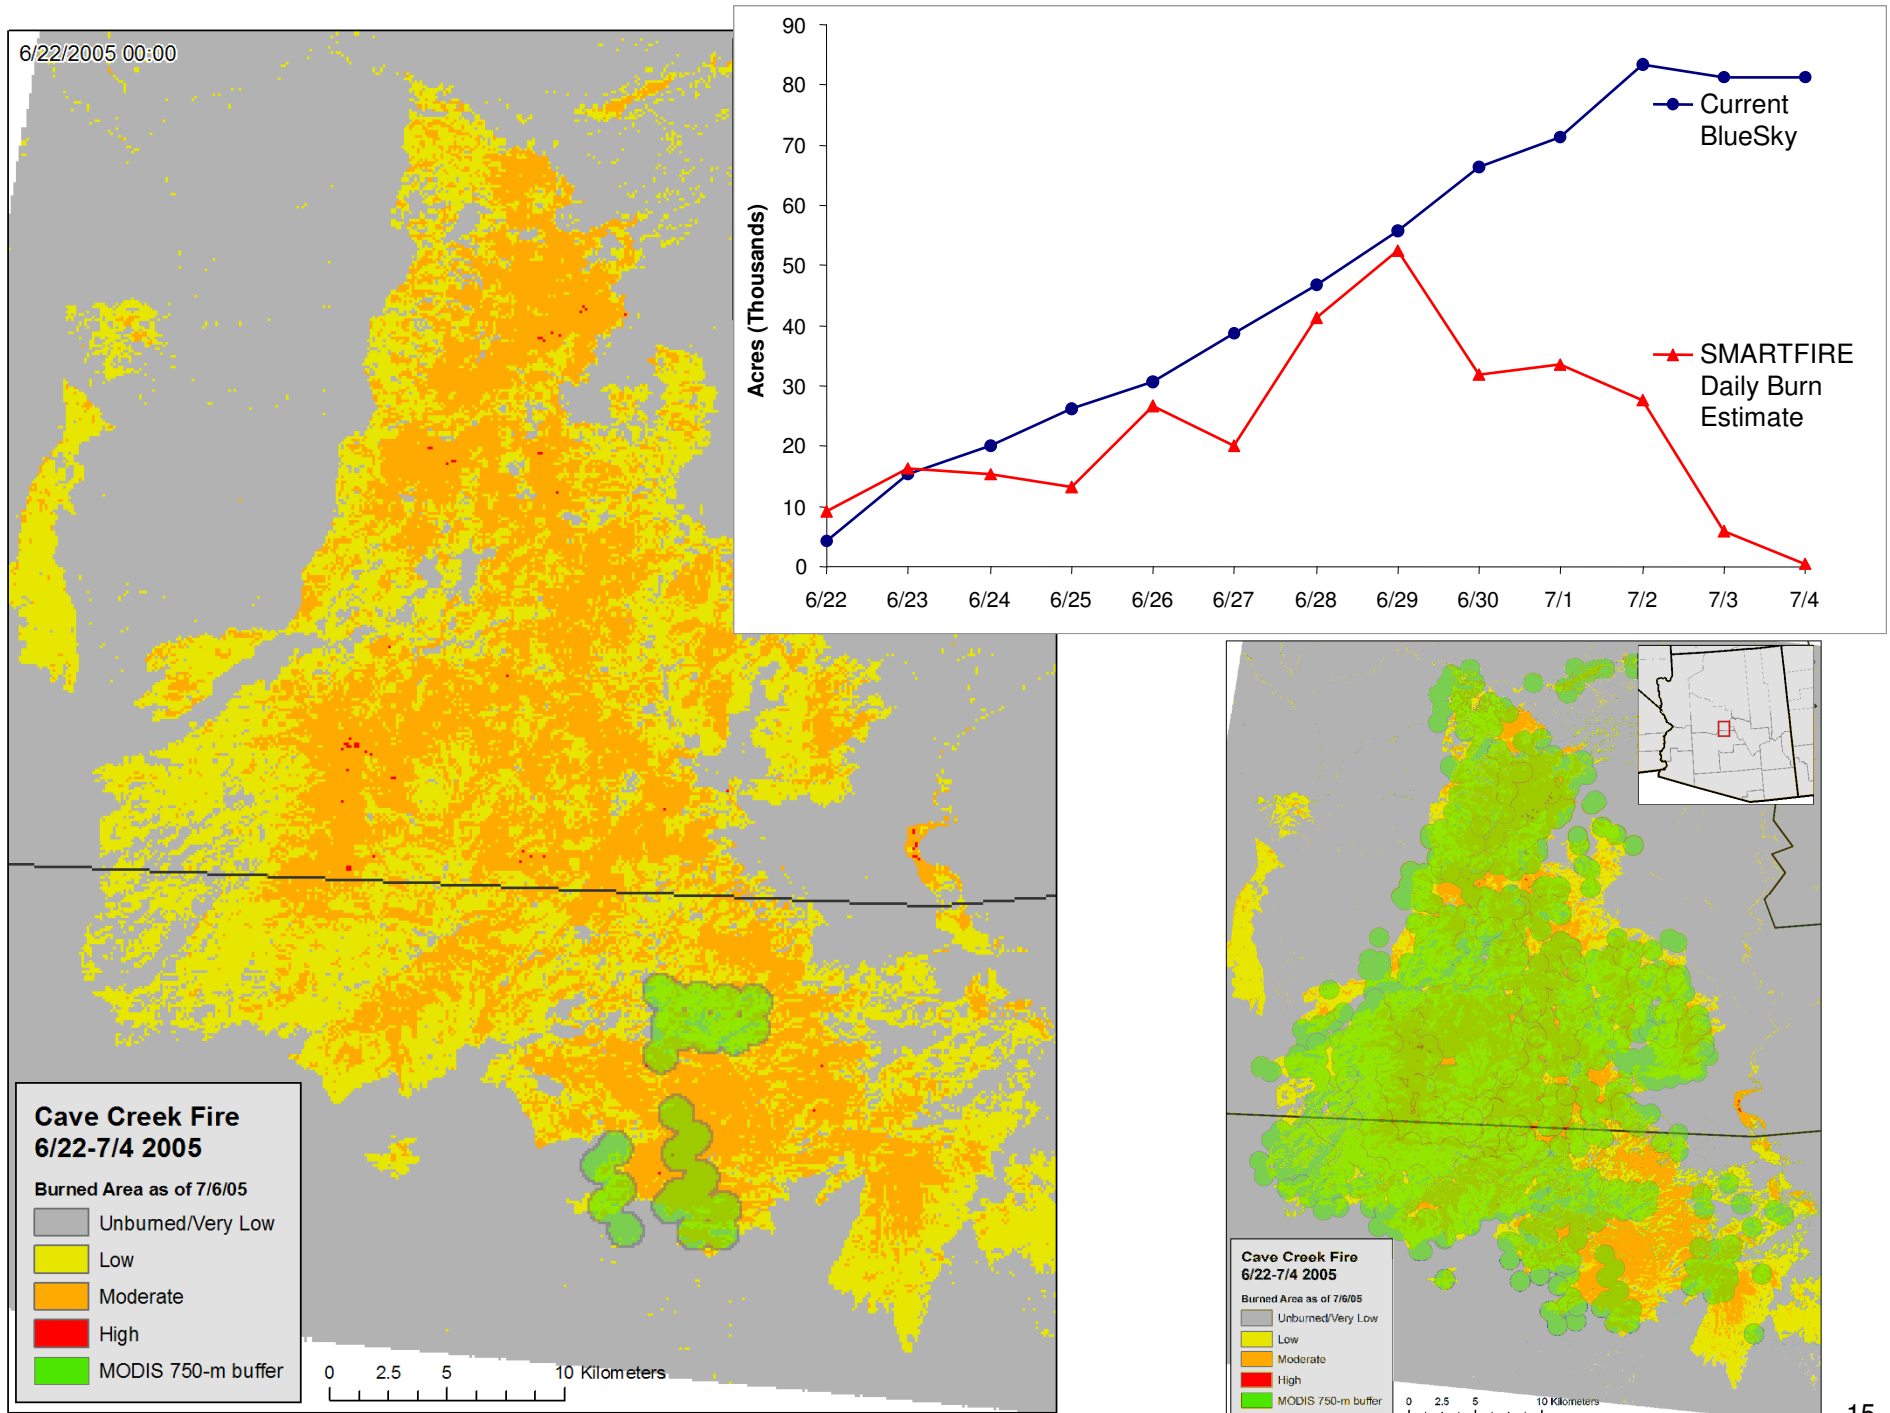 6/22/2005 00:00
Cave Creek Fire
6/22-7/4 2005
Burned Area as of 7/6/05
Unburned/Very Low
Low
Moderate
High
MODIS 750-m buffer
0 2.5 5 10 Kilometers
Acres (Thousands)
90
80
70
60
50
40
30
20
10
0
6/22 6/23 6/24 6/25 6/26 6/27 6/28 6/29 6/30 7/1 7/2 7/3 7/4
Current
BlueSky
SMARTFIRE
Daily Burn
Estimate
Cave Creek Fire
6/22-7/4 2005
Burned Area as of 7/6/05
Unburned/Very Low
Low
Moderate
High
MODIS 750-m buffer
0 2.5 5 10 Kilometers
15